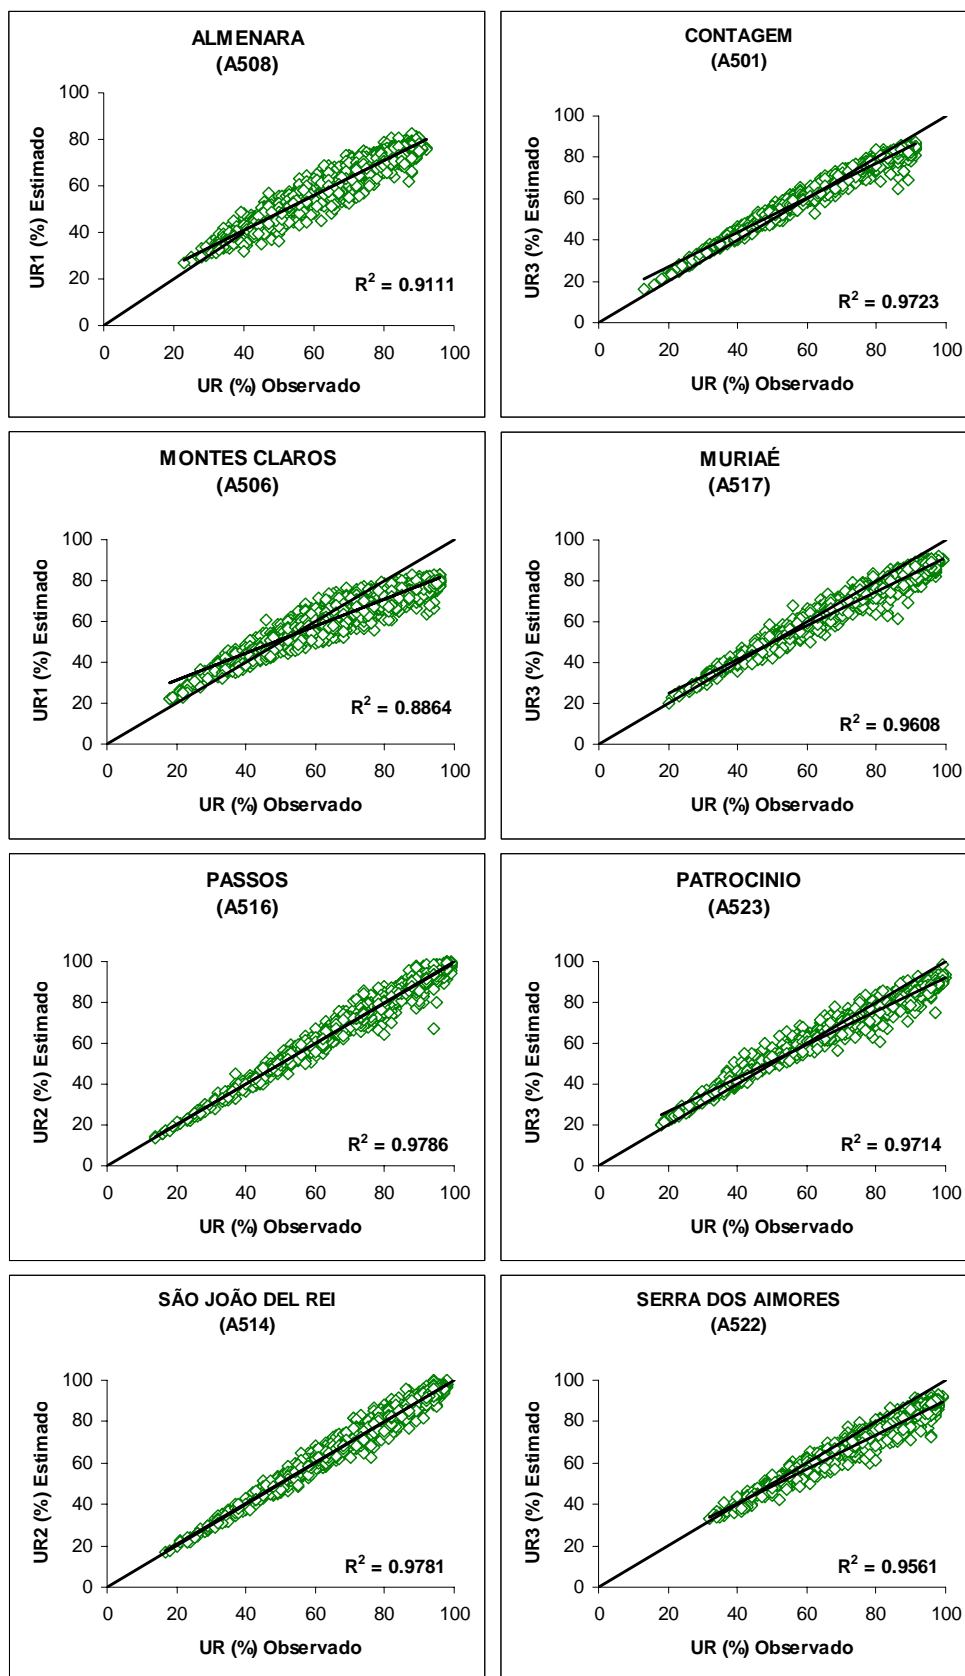 ALMENARA
(A508)
UR1 (%) Estimado
100
80
60
40
20
0
R² = 0.9111
0 20 40 60 80 100
UR (%) Observado
CONTAGEM
(A501)
UR3 (%) Estimado
100
80
60
40
20
0
R² = 0.9723
0 20 40 60 80 100
UR (%) Observado
MONTES CLAROS
(A506)
UR1 (%) Estimado
100
80
60
40
20
0
R² = 0.8864
0 20 40 60 80 100
UR (%) Observado
MURIAÉ
(A517)
UR3 (%) Estimado
100
80
60
40
20
0
R² = 0.9608
0 20 40 60 80 100
UR (%) Observado
PASSOS
(A516)
UR2 (%) Estimado
100
80
60
40
20
0
R² = 0.9786
0 20 40 60 80 100
UR (%) Observado
PATROCINIO
(A523)
UR3 (%) Estimado
100
80
60
40
20
0
R² = 0.9714
0 20 40 60 80 100
UR (%) Observado
SÃO JOÃO DEL REI
(A514)
UR2 (%) Estimado
100
80
60
40
20
0
R² = 0.9781
0 20 40 60 80 100
UR (%) Observado
SERRA DOS AIMORES
(A522)
UR3 (%) Estimado
100
80
60
40
20
0
R² = 0.9561
0 20 40 60 80 100
UR (%) Observado